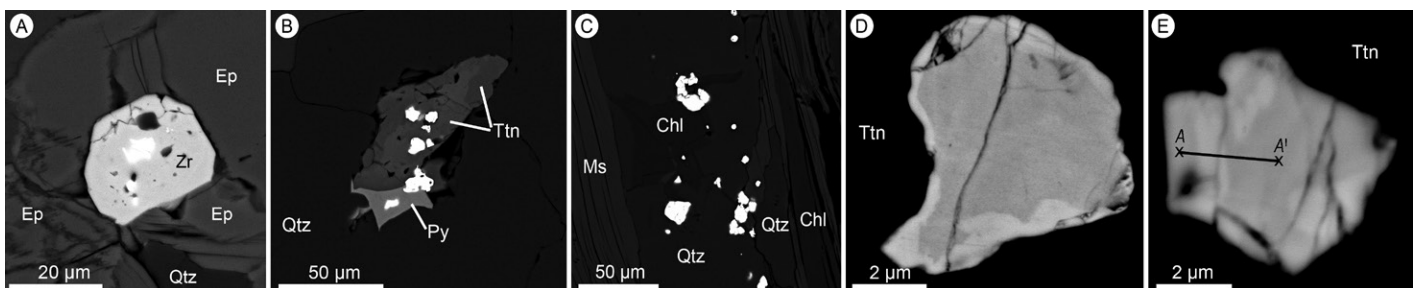 A
Ep
Zr
Ep
Ep
Qtz
20 µm
B
Ttn
Qtz
Py
50 µm
C
Chl
Ms
Qtz
Chl
Qtz
50 µm
D
Ttn
2 µm
E
Ttn
A
A'
2 µm